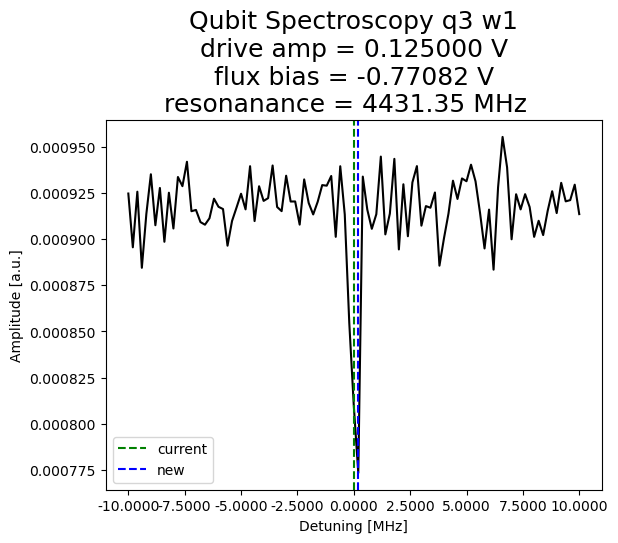 Qubit Spectroscopy q3 w1
drive amp = 0.125000 V
flux bias = -0.77082 V
resonanance = 4431.35 MHz
0.000950
0.000925
0.000900
0.000875
0.000850
0.000825
0.000800
0.000775
Amplitude [a.u.]
current
new
-10.0000 -7.5000 -5.0000 -2.5000 0.0000 2.5000 5.0000 7.5000 10.0000
Detuning [MHz]